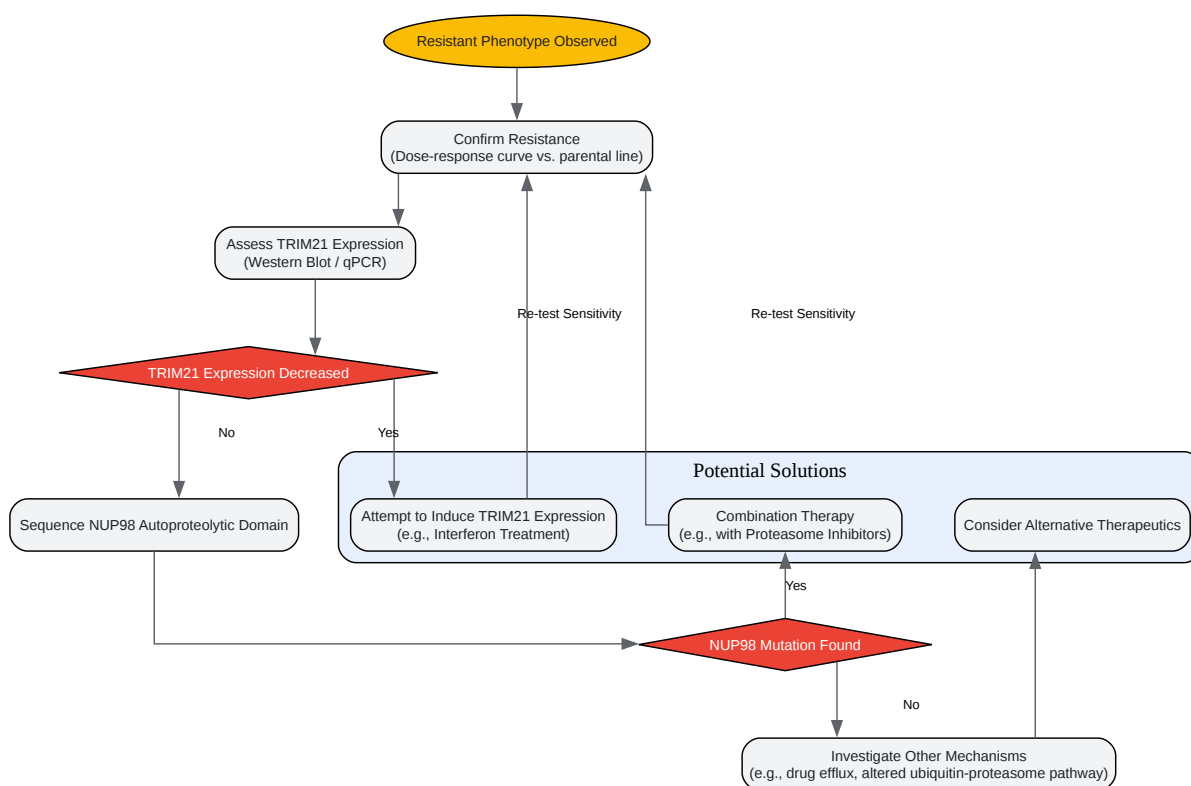 Resistant Phenotype Observed
Confirm Resistance
(Dose-response curve vs. parental line)
Assess TRIM21 Expression
(Western Blot / qPCR)
Re-test Sensitivity
Re-test Sensitivity
TRIM21 Expression Decreased
No
Yes
Potential Solutions
Sequence NUP98 Autoproteolytic Domain
Attempt to Induce TRIM21 Expression
(e.g., Interferon Treatment)
Combination Therapy
(e.g., with Proteasome Inhibitors)
Consider Alternative Therapeutics
Yes
NUP98 Mutation Found
No
Investigate Other Mechanisms
(e.g., drug efflux, altered ubiquitin-proteasome pathway)